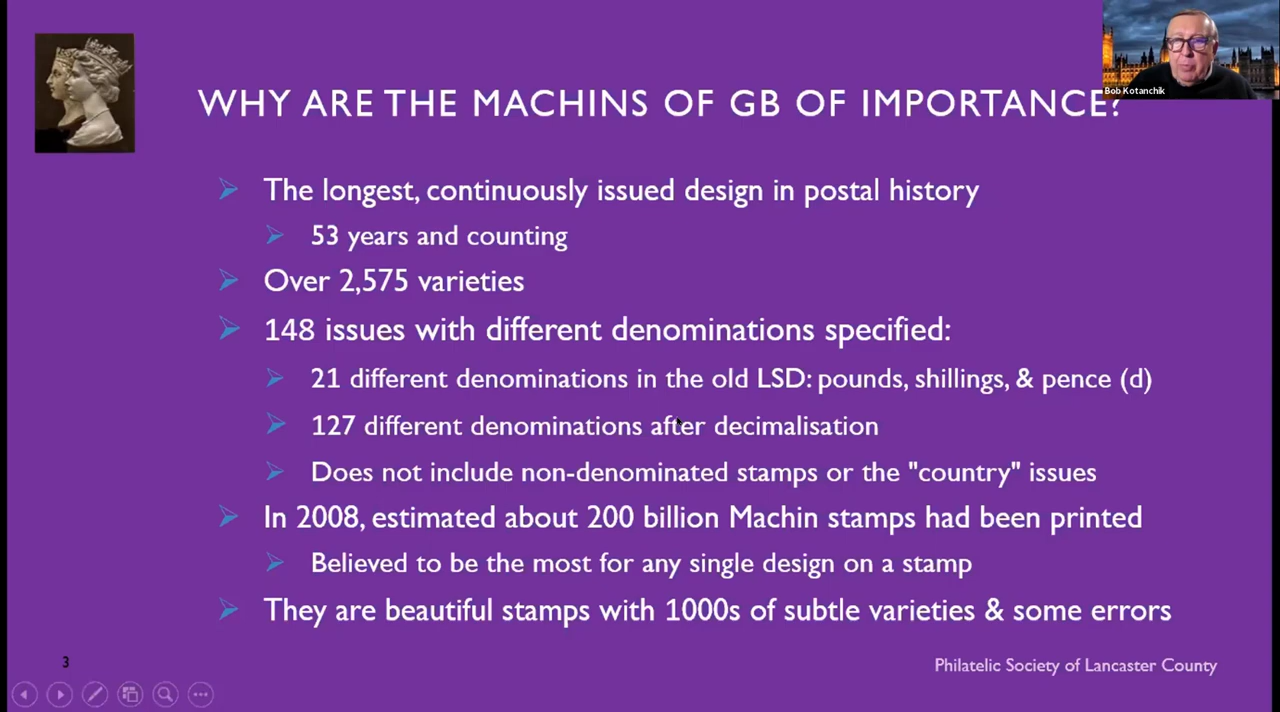 Bob Kotanchik
WHY ARE THE MACHINS OF GB OF IMPORTANCE?
The longest, continuously issued design in postal history
53 years and counting
Over 2,575 varieties
148 issues with different denominations specified:
21 different denominations in the old LSD: pounds, shillings, & pence (d)
127 different denominations after decimalisation
Does not include non-denominated stamps or the "country" issues
In 2008, estimated about 200 billion Machin stamps had been printed
Believed to be the most for any single design on a stamp
They are beautiful stamps with 1000s of subtle varieties & some errors
3
Philatelic Society of Lancaster County